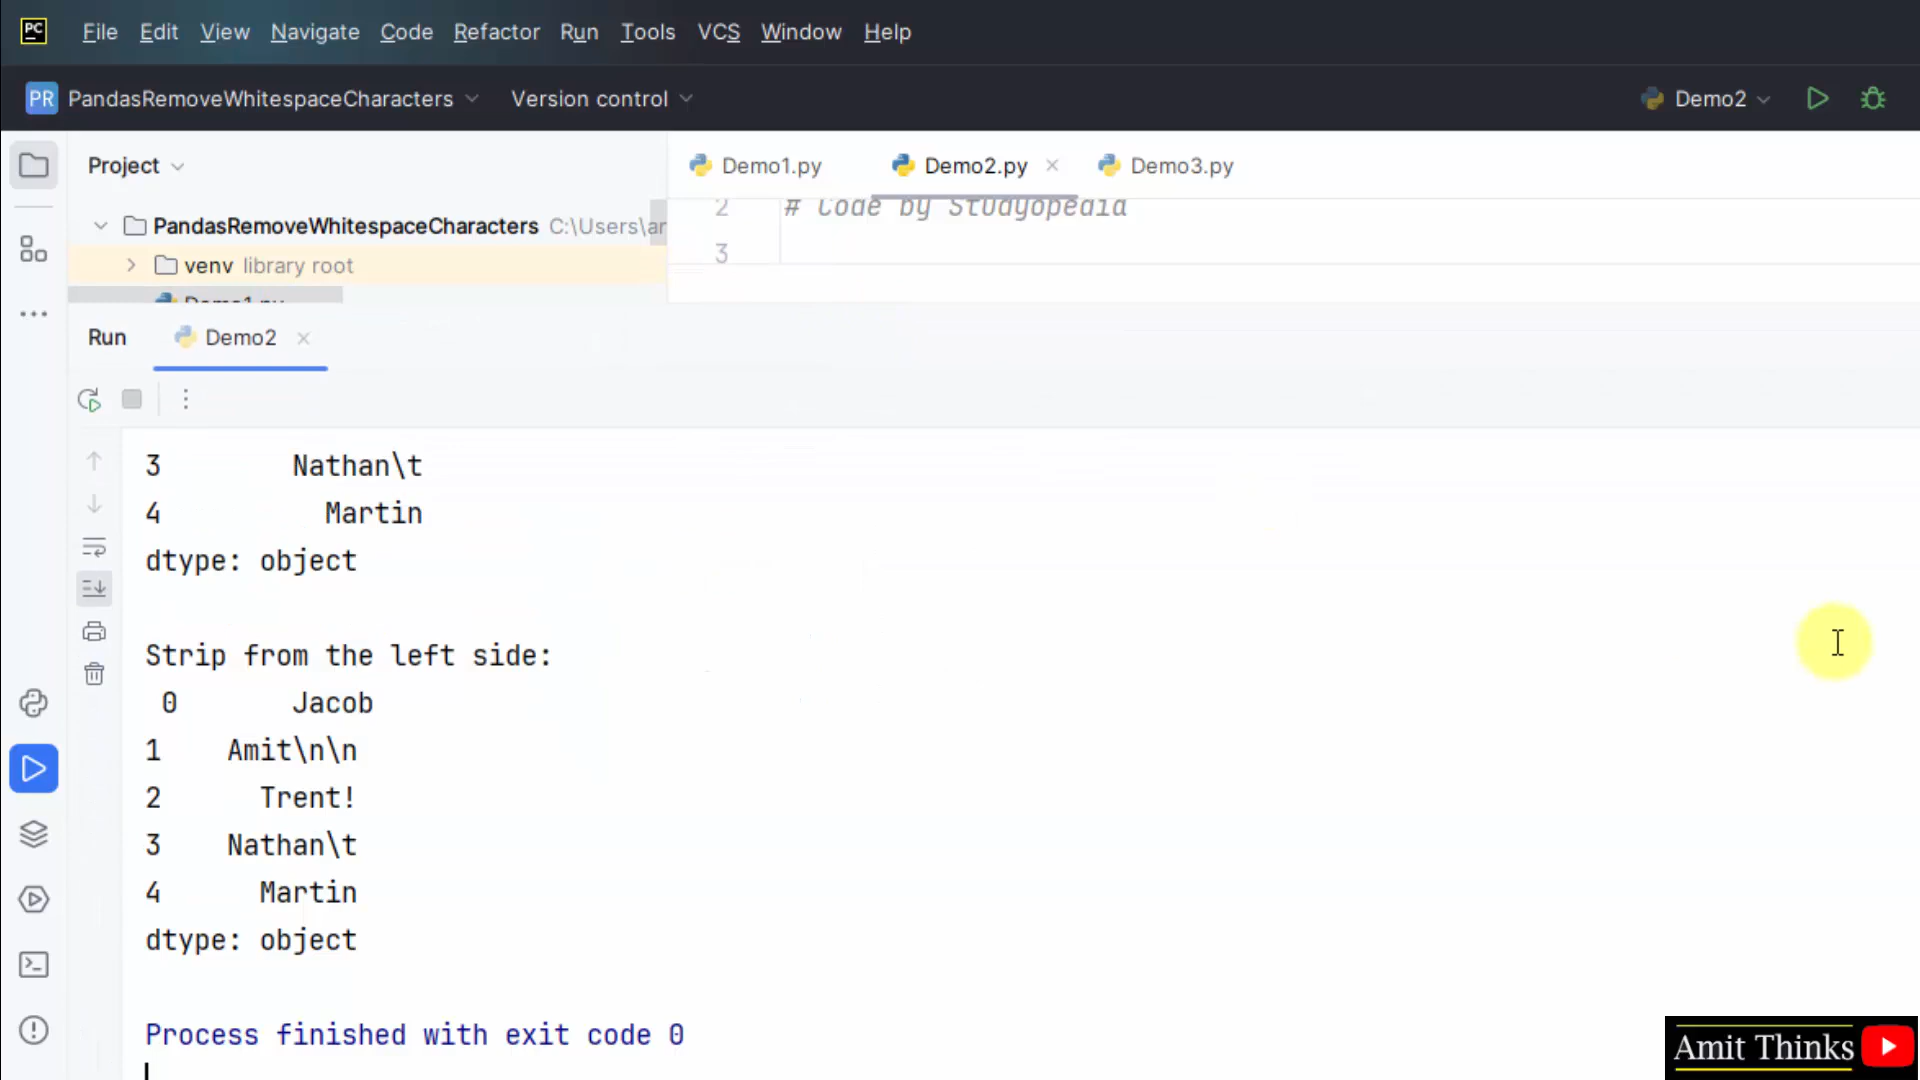 PC File Edit View Navigate Code Refactor Run Tools VCS Window Help
PR PandasRemoveWhitespaceCharacters Version control Demo2
Project Demo1.py Demo2.py Demo3.py
PandasRemoveWhitespaceCharacters C:\Users\ar
2 # Code by Studyopedia
venv library root
3
Demo1.py
Run Demo2
3        Nathan\t
4          Martin
dtype: object
Strip from the left side:
 0       Jacob
1    Amit\n\n
2      Trent!
3    Nathan\t
4      Martin
dtype: object
Process finished with exit code 0
Amit Thinks